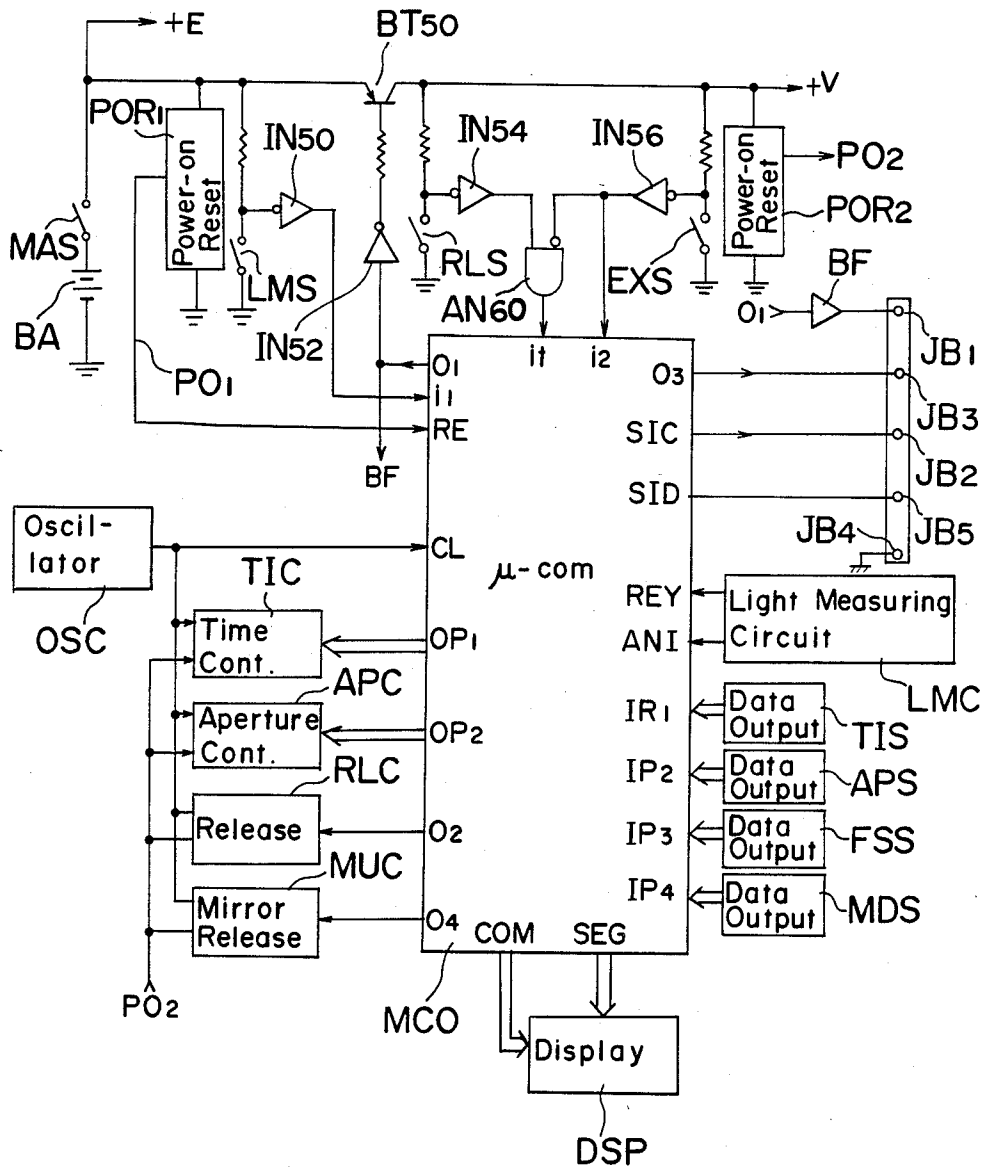 +E
BT50
+V
POR1
Power-on
Reset
IN50
IN54
IN56
Power-on
Reset
PO2
POR2
MAS
LMS
RLS
EXS
BF
BA
IN52
AN60
O1
JB1
PO1
O1
it
i2
O3
JB3
i1
RE
SIC
JB2
BF
SID
JB5
JB4
Oscil-
lator
OSC
CL
μ-com
TIC
REY
ANI
Light Measuring
Circuit
LMC
Time
Cont.
OP1
APC
IR1
Data
Output
TIS
Aperture
Cont.
OP2
IP2
Data
Output
APS
RLC
Release
O2
IP3
Data
Output
FSS
MUC
IP4
Data
Output
MDS
Mirror
Release
O4
COM
SEG
PO2
MCO
Display
DSP